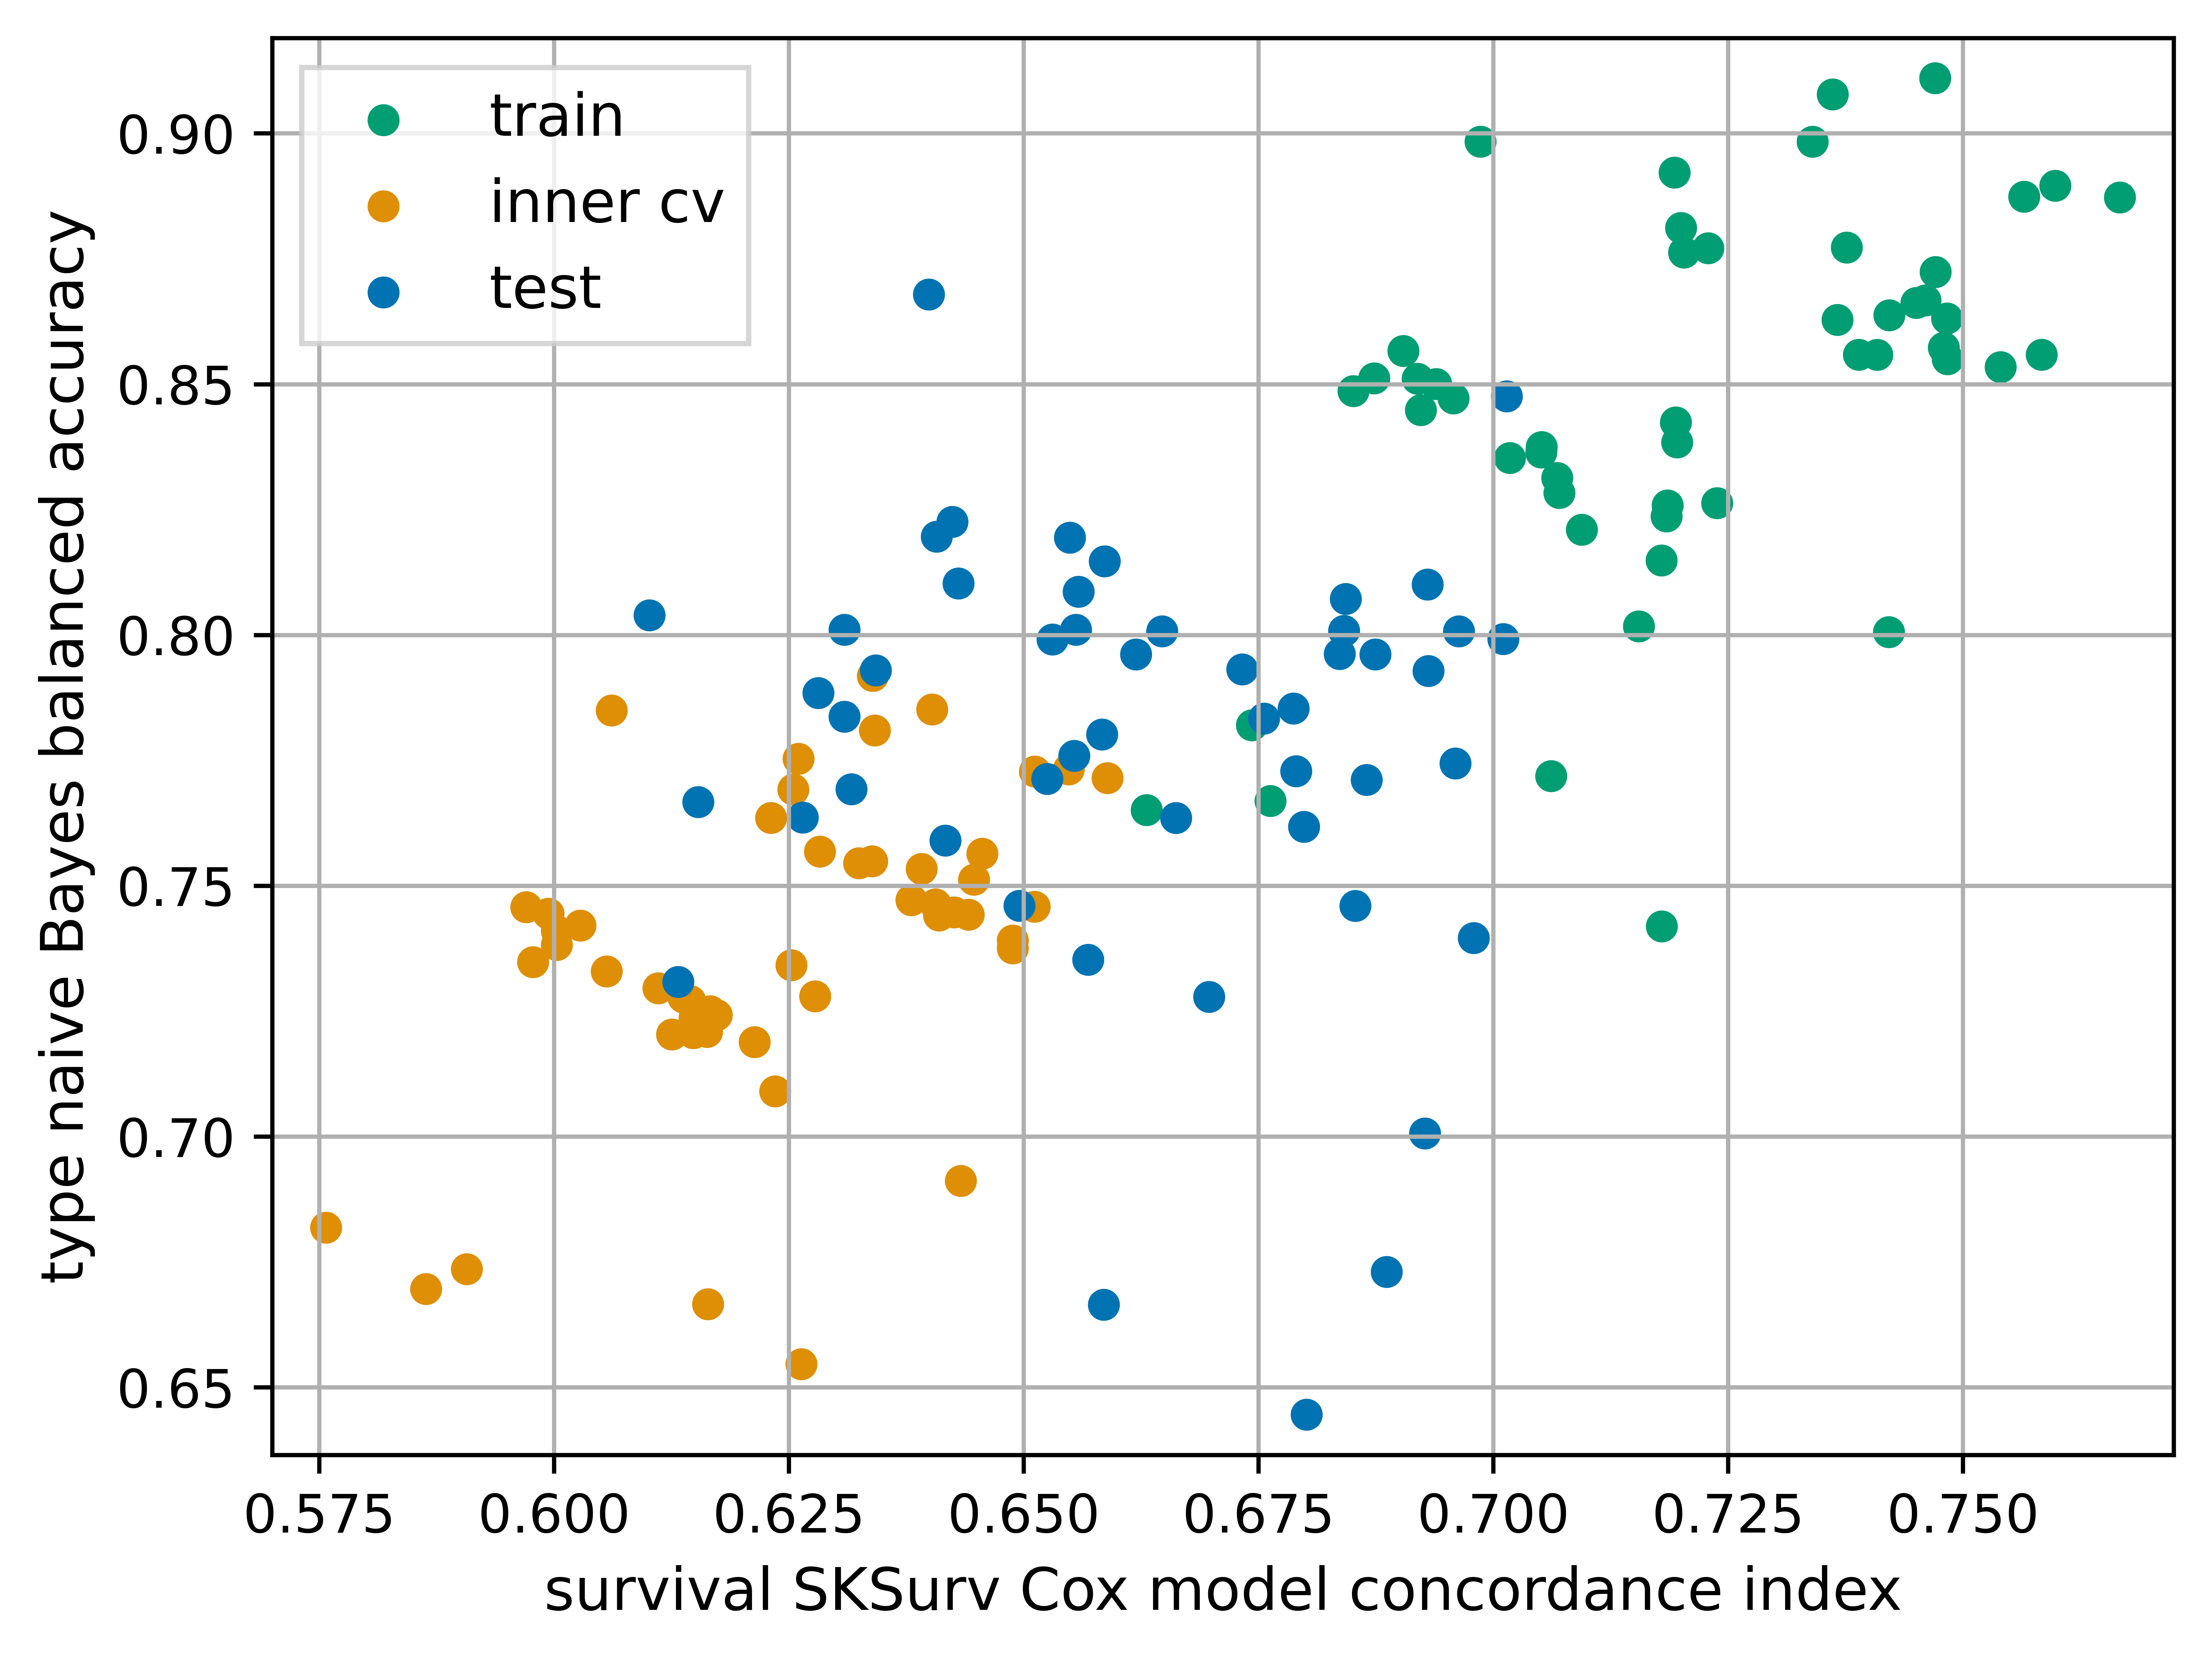 train
inner cv
test
type naive Bayes balanced accuracy
0.90
0.85
0.80
0.75
0.70
0.65
0.575 0.600 0.625 0.650 0.675 0.700 0.725 0.750
survival SKSurv Cox model concordance index